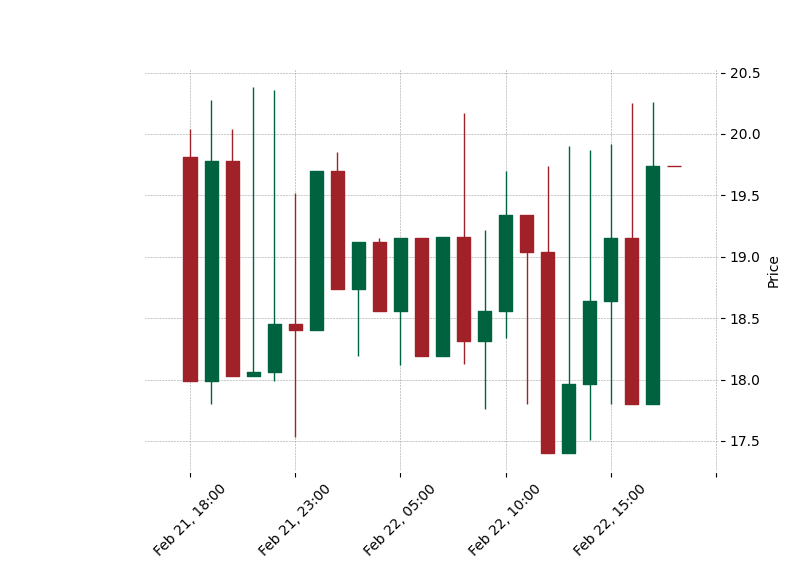 20.5
20.0
19.5
19.0
18.5
18.0
17.5
Price
Feb 21, 18:00
Feb 21, 23:00
Feb 22, 05:00
Feb 22, 10:00
Feb 22, 15:00